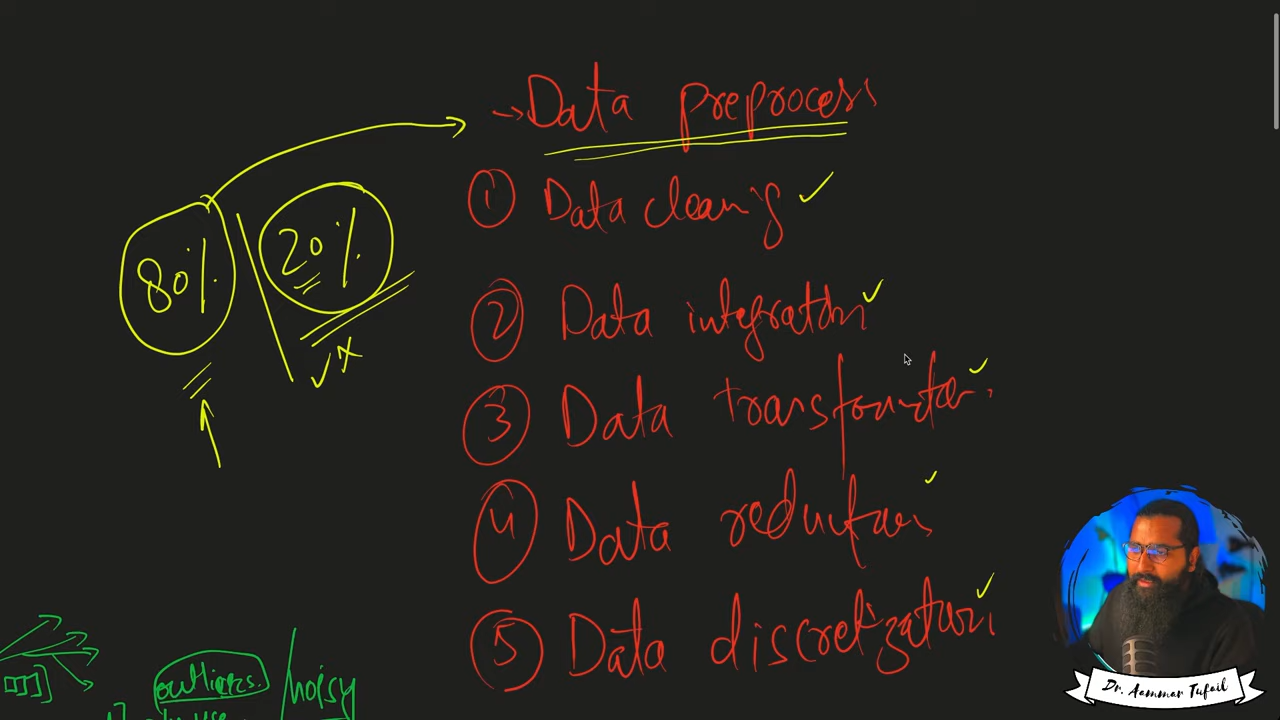 → Data preprocess
80% 20%
① Data cleaning
② Data integration
③ Data transformation
④ Data reduction
⑤ Data discretization
outliers. / noisy
Dr. Aammar Tufail